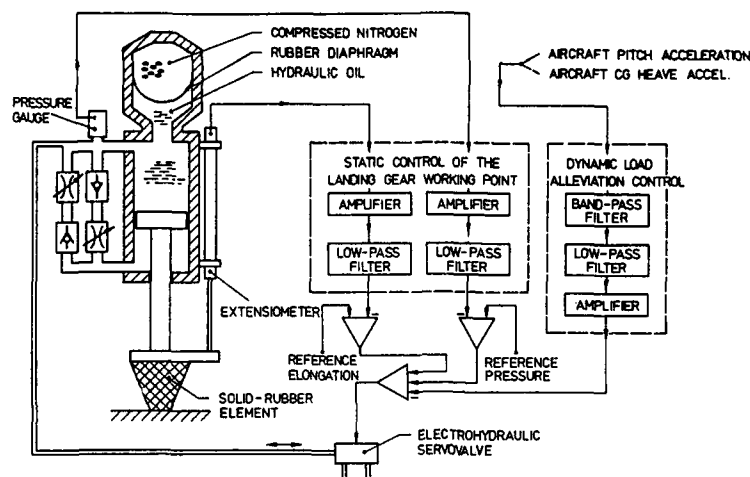 COMPRESSED NITROGEN
RUBBER DIAPHRAGM
HYDRAULIC OIL
PRESSURE
GAUGE
AIRCRAFT PITCH ACCELERATION
AIRCRAFT CG HEAVE ACCEL.
STATIC CONTROL OF THE
LANDING GEAR WORKING POINT
AMPLIFIER
AMPLIFIER
LOW-PASS
FILTER
LOW-PASS
FILTER
DYNAMIC LOAD
ALLEVIATION CONTROL
BAND-PASS
FILTER
LOW-PASS
FILTER
AMPLIFIER
EXTENSIOMETER
REFERENCE
ELONGATION
REFERENCE
PRESSURE
SOLID-RUBBER
ELEMENT
ELECTROHYDRAULIC
SERVOVALVE